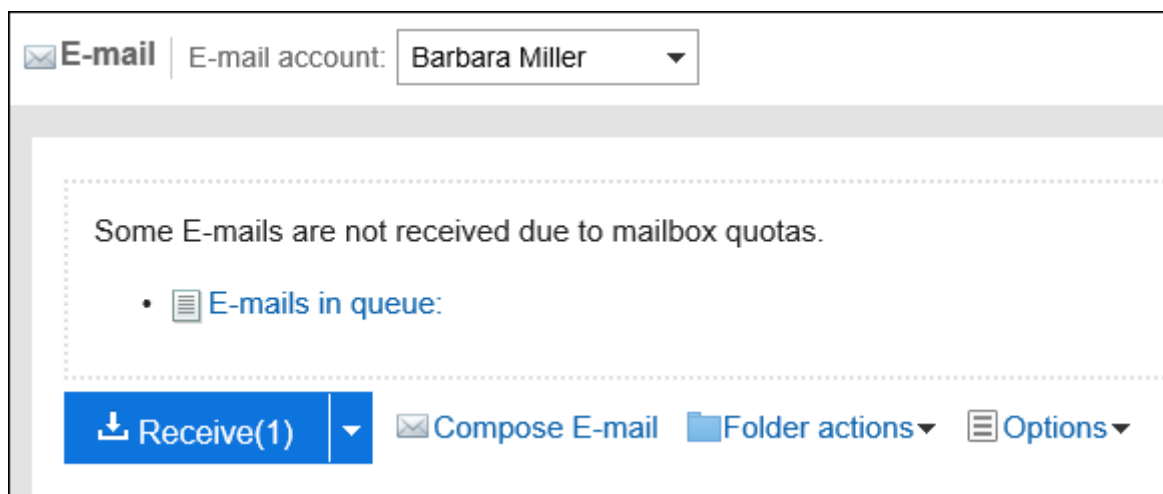 E-mail E-mail account: Barbara Miller
Some E-mails are not received due to mailbox quotas.
• E-mails in queue:
Receive(1) Compose E-mail Folder actions Options